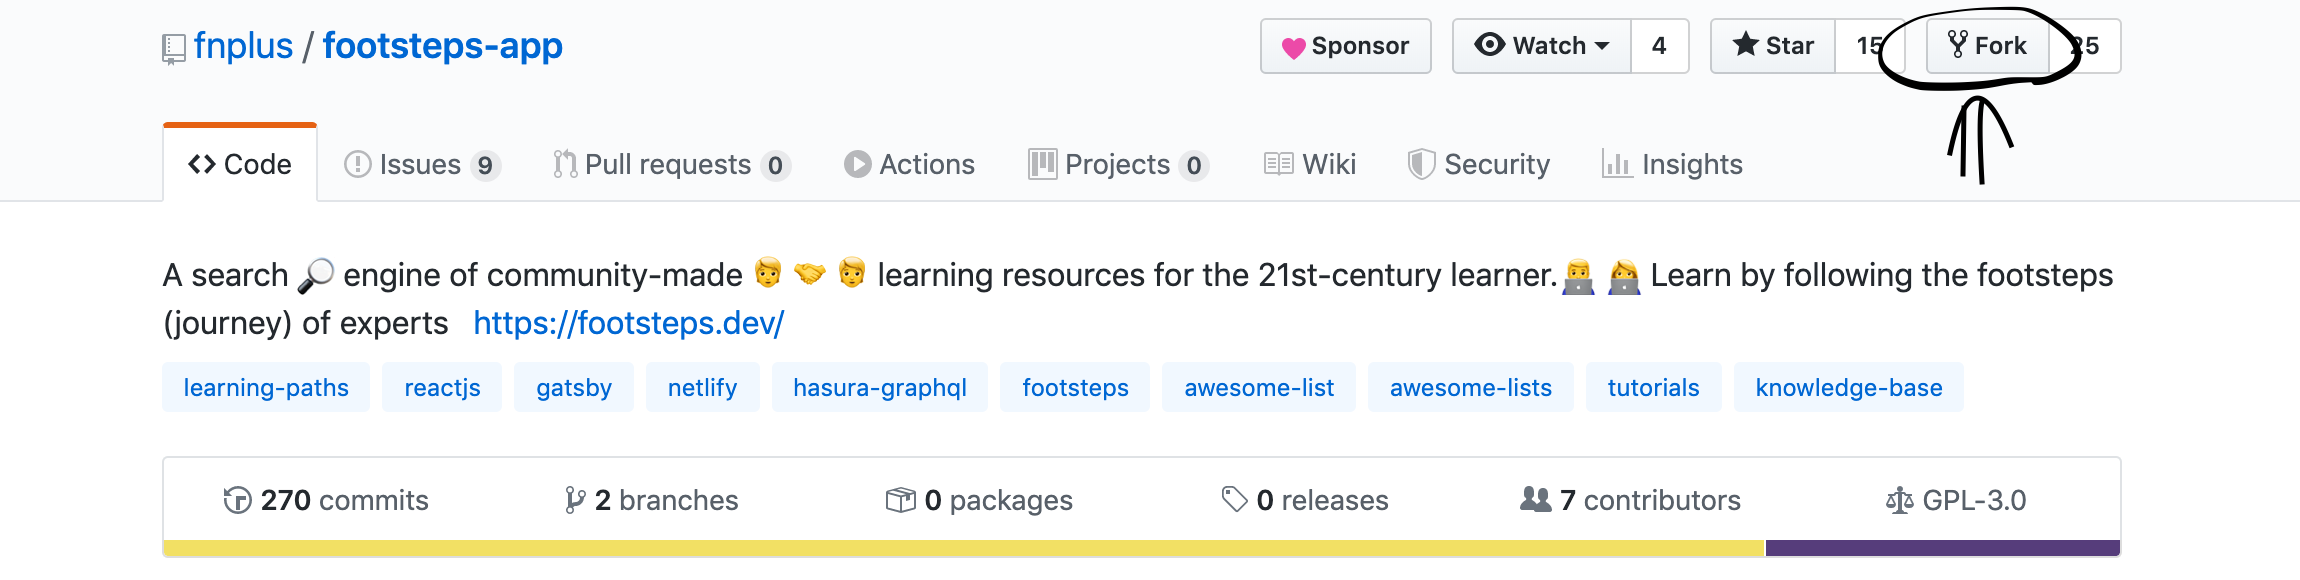 fnplus / footsteps-app Sponsor Watch 4 Star 15 Fork 25
Code Issues 9 Pull requests 0 Actions Projects 0 Wiki Security Insights
A search 🔎 engine of community-made 🧑 🤝 🧑 learning resources for the 21st-century learner.👨‍💻 👩‍💻 Learn by following the footsteps
(journey) of experts https://footsteps.dev/
learning-paths reactjs gatsby netlify hasura-graphql footsteps awesome-list awesome-lists tutorials knowledge-base
270 commits 2 branches 0 packages 0 releases 7 contributors GPL-3.0